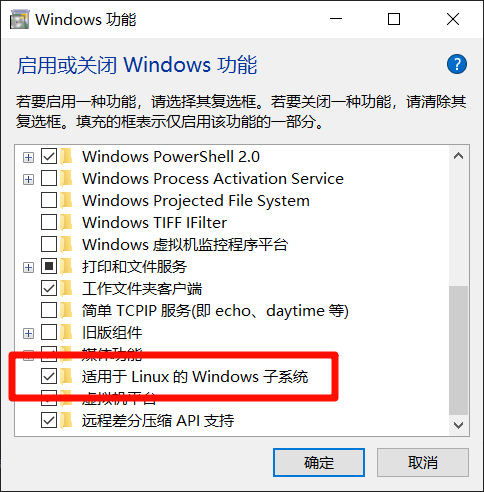 Windows 功能
启用或关闭 Windows 功能
?
若要启用一种功能，请选择其复选框。若要关闭一种功能，请清除其
复选框。填充的框表示仅启用该功能的一部分。
Windows PowerShell 2.0
Windows Process Activation Service
Windows Projected File System
Windows TIFF IFilter
Windows 虚拟机监控程序平台
打印和文件服务
工作文件夹客户端
简单 TCPIP 服务(即 echo、daytime 等)
旧版组件
媒体功能
适用于 Linux 的 Windows 子系统
虚拟机平台
远程差分压缩 API 支持
确定
取消